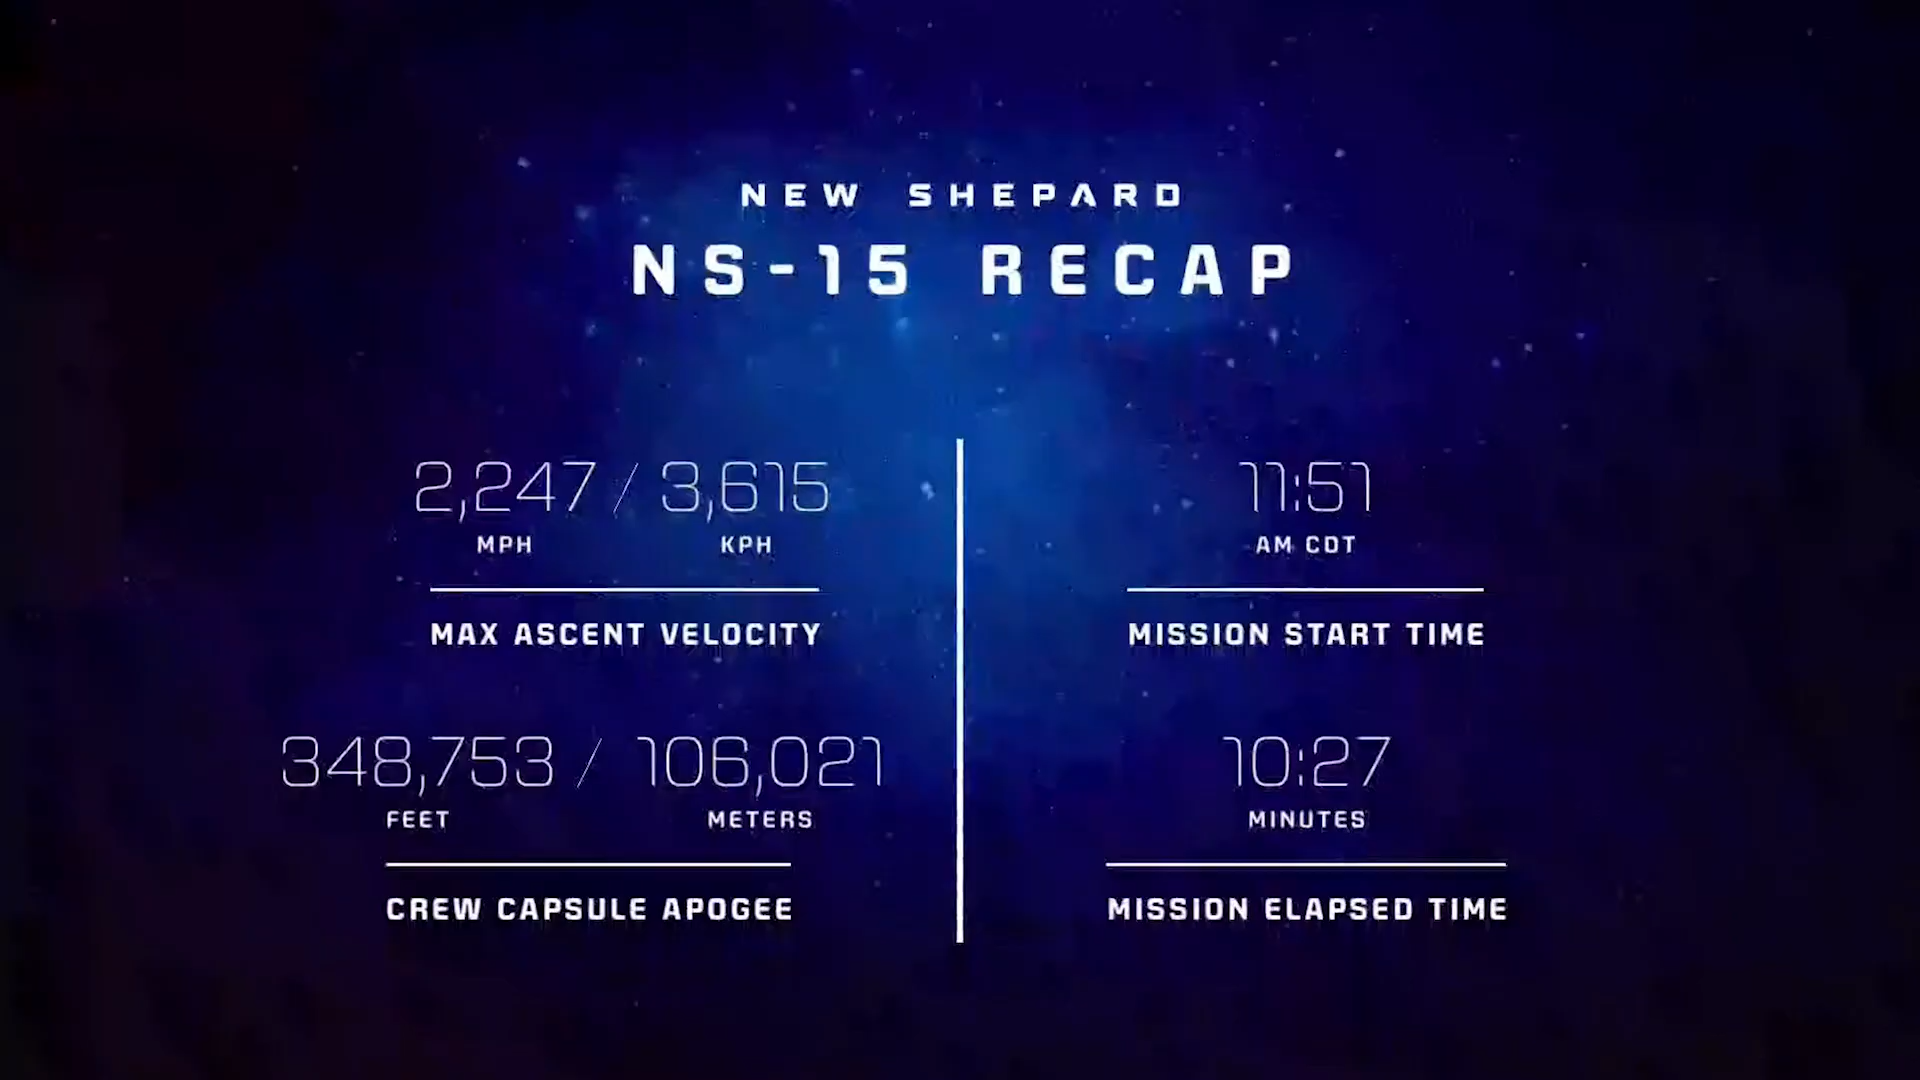 NEW SHEPARD
NS-15 RECAP
2,247 / 3,615
MPH KPH
MAX ASCENT VELOCITY
348,753 / 106,021
FEET METERS
CREW CAPSULE APOGEE
11:51
AM CDT
MISSION START TIME
10:27
MINUTES
MISSION ELAPSED TIME